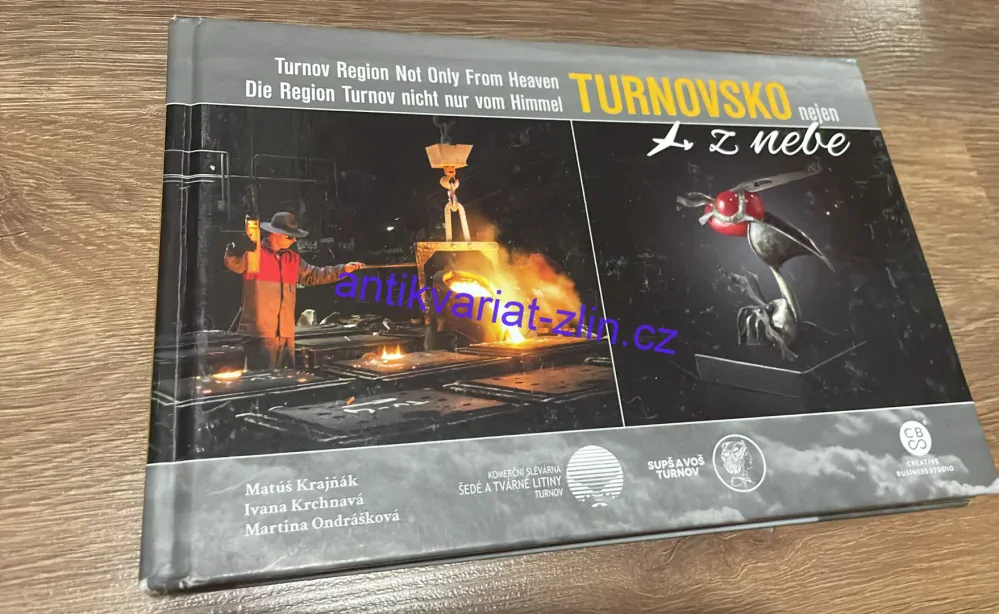 Turnov Region Not Only From Heaven
Die Region Turnov nicht nur vom Himmel
TURNOVSKO nejen
z nebe
antikvariat-zlin.cz
Matúš Krajňák
Ivana Krchnavá
Martina Ondrášková
KOMERČNÍ SLÉVÁRNA
ŠEDÉ A TVÁRNÉ LITINY
TURNOV
SUPŠ A VOŠ
TURNOV
CB
CREATIVE
BUSINESS STUDIO